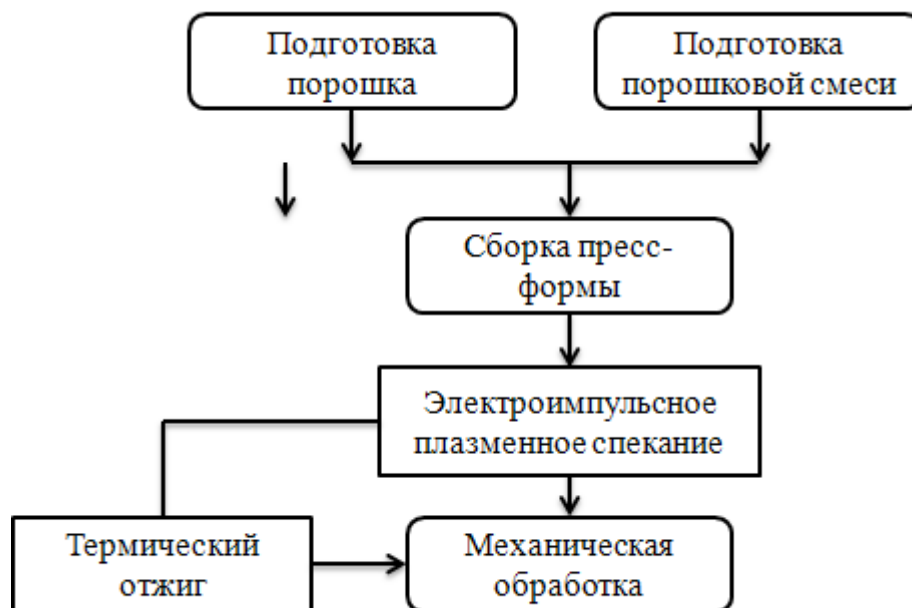 Подготовка
порошка
Подготовка
порошковой смеси
Сборка пресс-
формы
Электроимпульсное
плазменное спекание
Термический
отжиг
Механическая
обработка